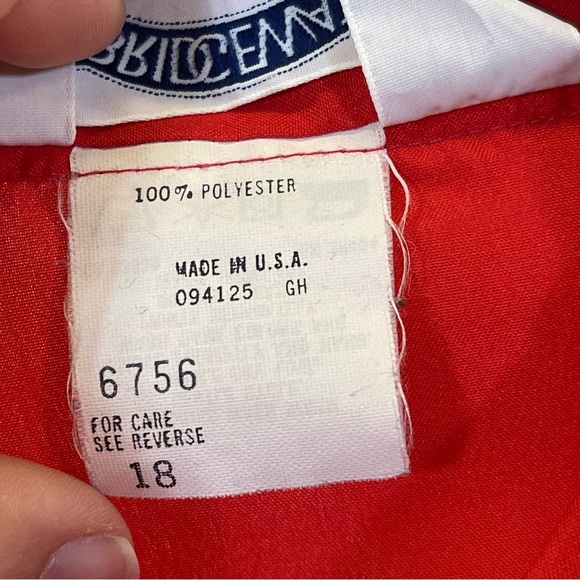 100% POLYESTER
MADE IN U.S.A.
094125 GH
6756
FOR CARE
SEE REVERSE
18